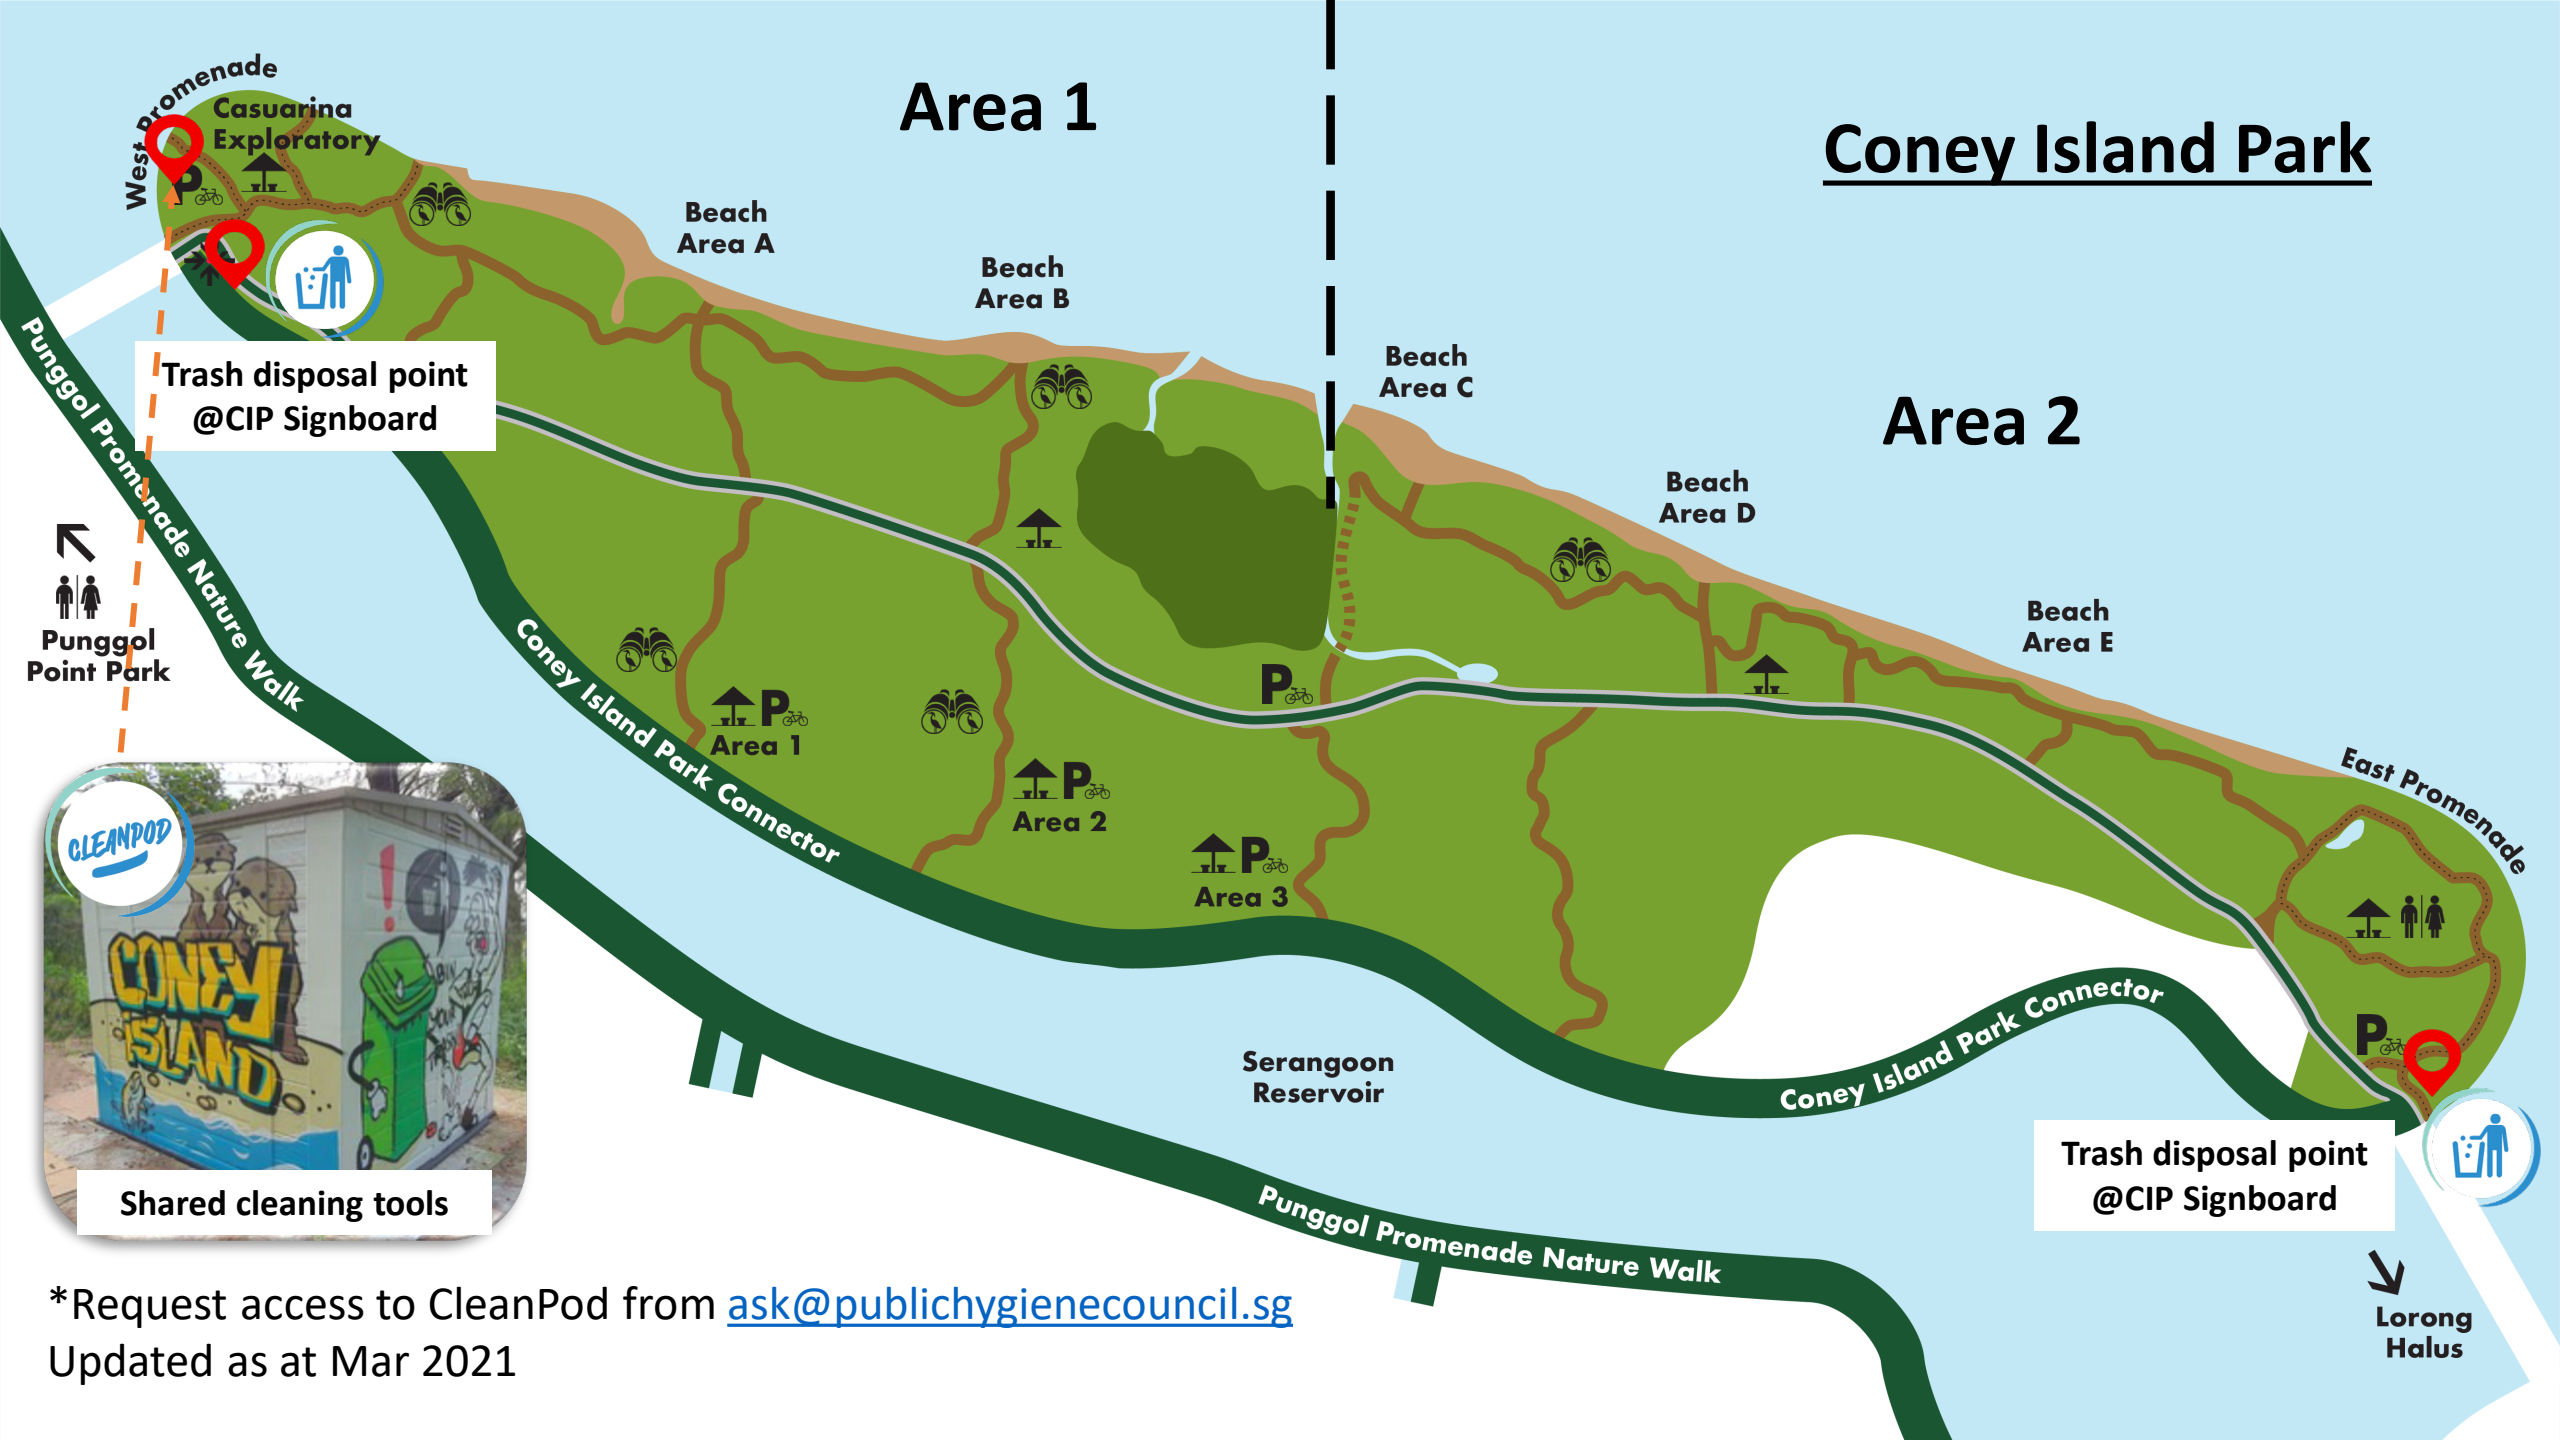 West Promenade
Casuarina
Exploratory
P
Area 1
Coney Island Park
Beach
Area A
Beach
Area B
Beach
Area C
Area 2
Beach
Area D
Beach
Area E
East Promenade
Trash disposal point
@CIP Signboard
Punggol Promenade Nature Walk
Punggol
Point Park
Coney Island Park Connector
P
Area 1
P
Area 2
P
P
Area 3
P
Coney Island Park Connector
Serangoon
Reservoir
Punggol Promenade Nature Walk
Trash disposal point
@CIP Signboard
Lorong
Halus
CLEANPOD
CONEY
ISLAND
!
BIN
YOUR
Shared cleaning tools
*Request access to CleanPod from ask@publichygienecouncil.sg
Updated as at Mar 2021